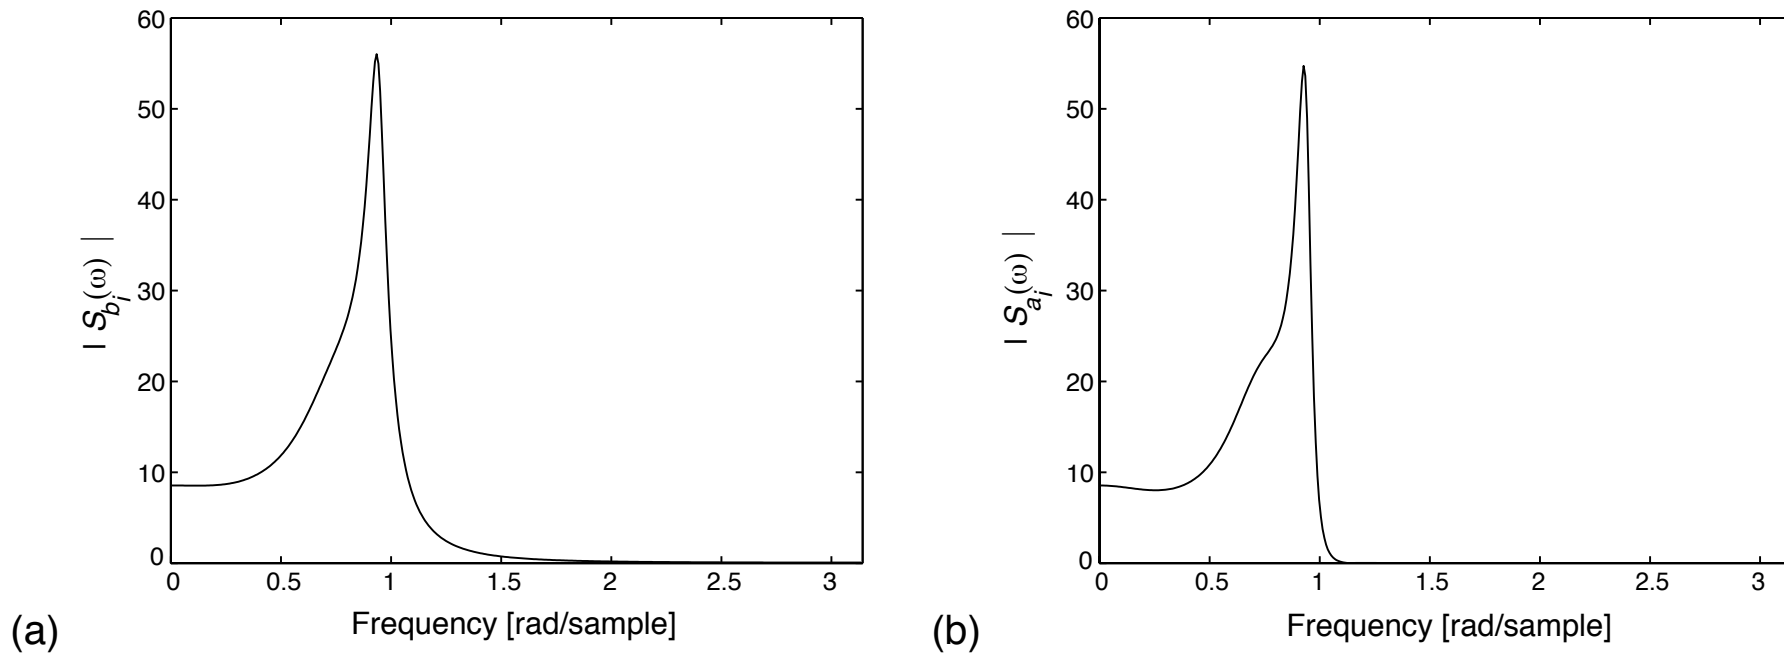 60
50
40
30
20
10
0
| S_{b_i}(ω) |
0 0.5 1 1.5 2 2.5 3
Frequency [rad/sample]
(a)
60
50
40
30
20
10
0
| S_{a_i}(ω) |
0 0.5 1 1.5 2 2.5 3
Frequency [rad/sample]
(b)